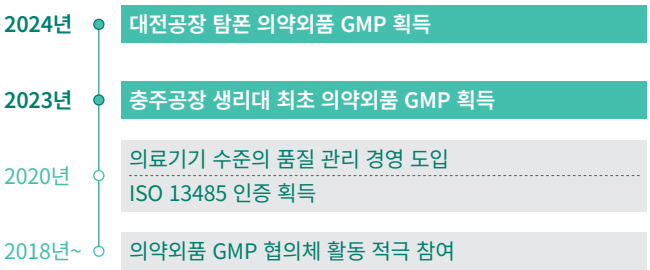 2024년 대전공장 탐폰 의약외품 GMP 획득
2023년 충주공장 생리대 최초 의약외품 GMP 획득
2020년 의료기기 수준의 품질 관리 경영 도입
ISO 13485 인증 획득
2018년~ 의약외품 GMP 협의체 활동 적극 참여